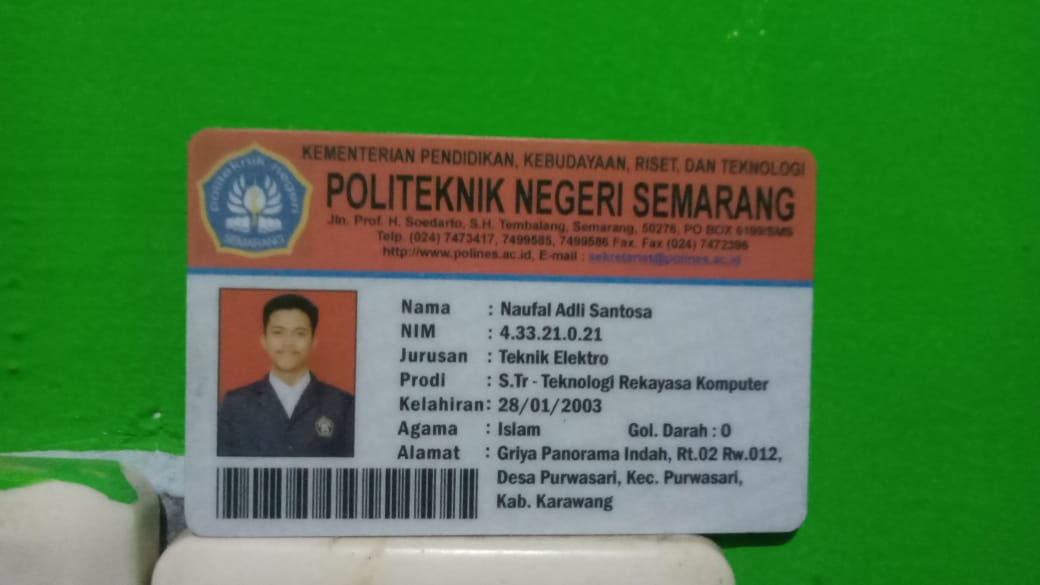 KEMENTERIAN PENDIDIKAN, KEBUDAYAAN, RISET, DAN TEKNOLOGI
POLITEKNIK NEGERI SEMARANG
Jln. Prof. H. Soedarto, S.H. Tembalang, Semarang, 50276, PO BOX 6199/SMS
Telp. (024) 7473417, 7499585, 7499586 Fax. Fax (024) 7472396
http://www.polines.ac.id, E-mail : sekretariat@polines.ac.id
politeknik negeri
SEMARANG
Nama : Naufal Adli Santosa
NIM : 4.33.21.0.21
Jurusan : Teknik Elektro
Prodi : S.Tr - Teknologi Rekayasa Komputer
Kelahiran : 28/01/2003
Agama : Islam Gol. Darah : O
Alamat : Griya Panorama Indah, Rt.02 Rw.012,
Desa Purwasari, Kec. Purwasari,
Kab. Karawang